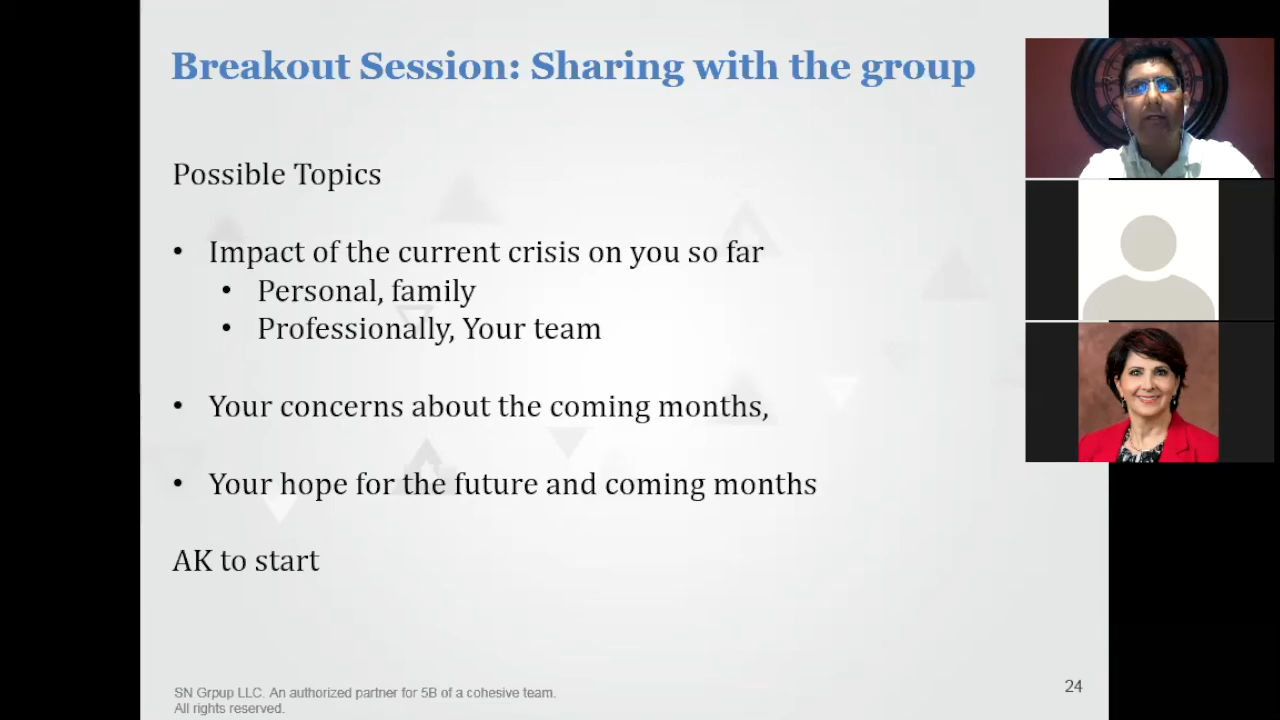 Breakout Session: Sharing with the group
Possible Topics
• Impact of the current crisis on you so far
• Personal, family
• Professionally, Your team
• Your concerns about the coming months,
• Your hope for the future and coming months
AK to start
SN Grpup LLC. An authorized partner for 5B of a cohesive team.
All rights reserved.
24